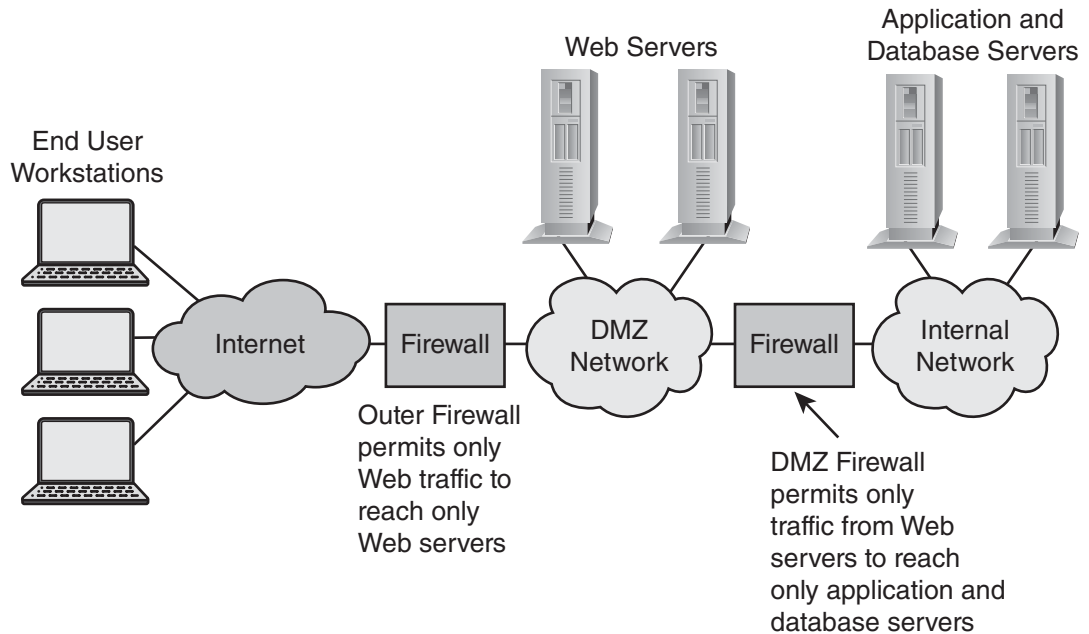 Application and
Database Servers
Web Servers
End User
Workstations
Internet
Firewall
DMZ
Network
Firewall
Internal
Network
Outer Firewall
permits only
Web traffic to
reach only
Web servers
DMZ Firewall
permits only
traffic from Web
servers to reach
only application and
database servers